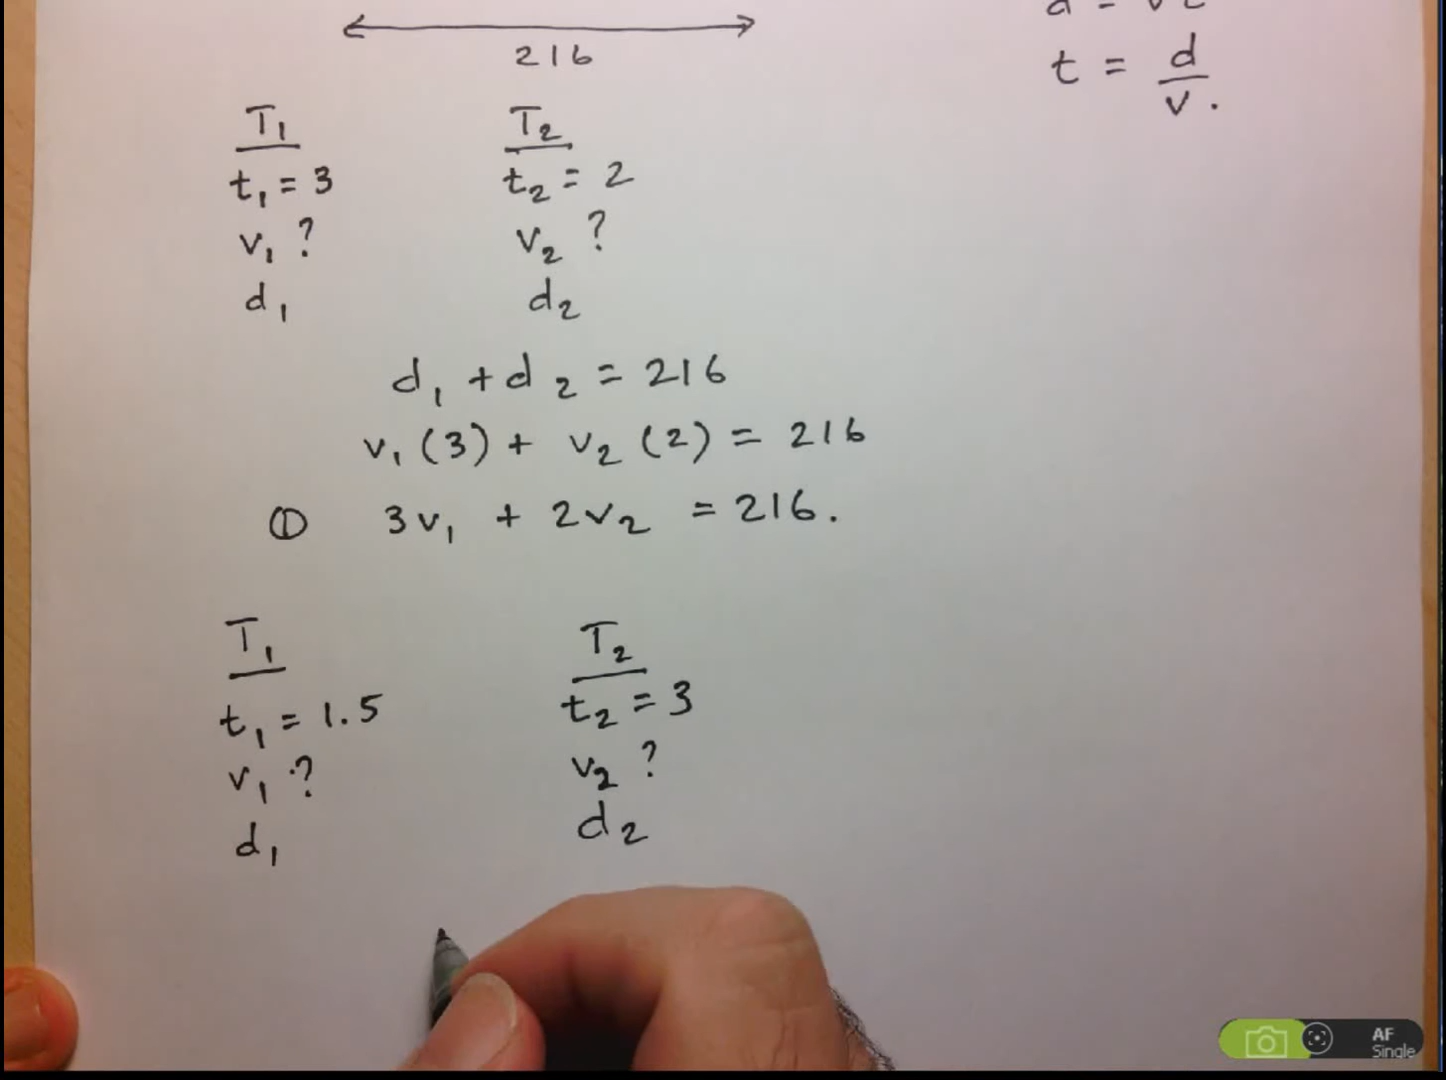 d = vt
216
t = d/v.
T₁ T₂
t₁ = 3 t₂ = 2
v₁ ? v₂ ?
d₁ d₂
d₁ + d₂ = 216
v₁ (3) + v₂ (2) = 216
① 3v₁ + 2v₂ = 216.
T₁ T₂
t₁ = 1.5 t₂ = 3
v₁ ? v₂ ?
d₁ d₂
AF
Single